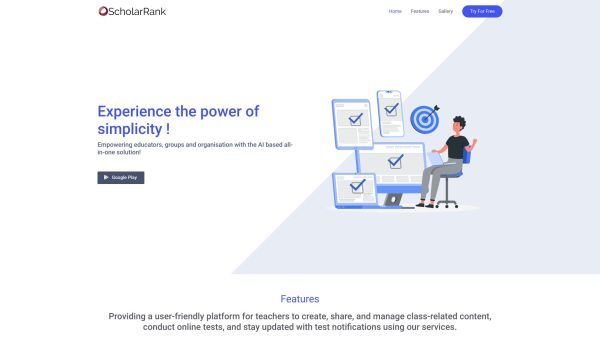 ScholarRank
Home Features Gallery Try For Free
Experience the power of
simplicity !
Empowering educators, groups and organisation with the AI based all-
in-one solution!
Google Play
Features
Providing a user-friendly platform for teachers to create, share, and manage class-related content,
conduct online tests, and stay updated with test notifications using our services.